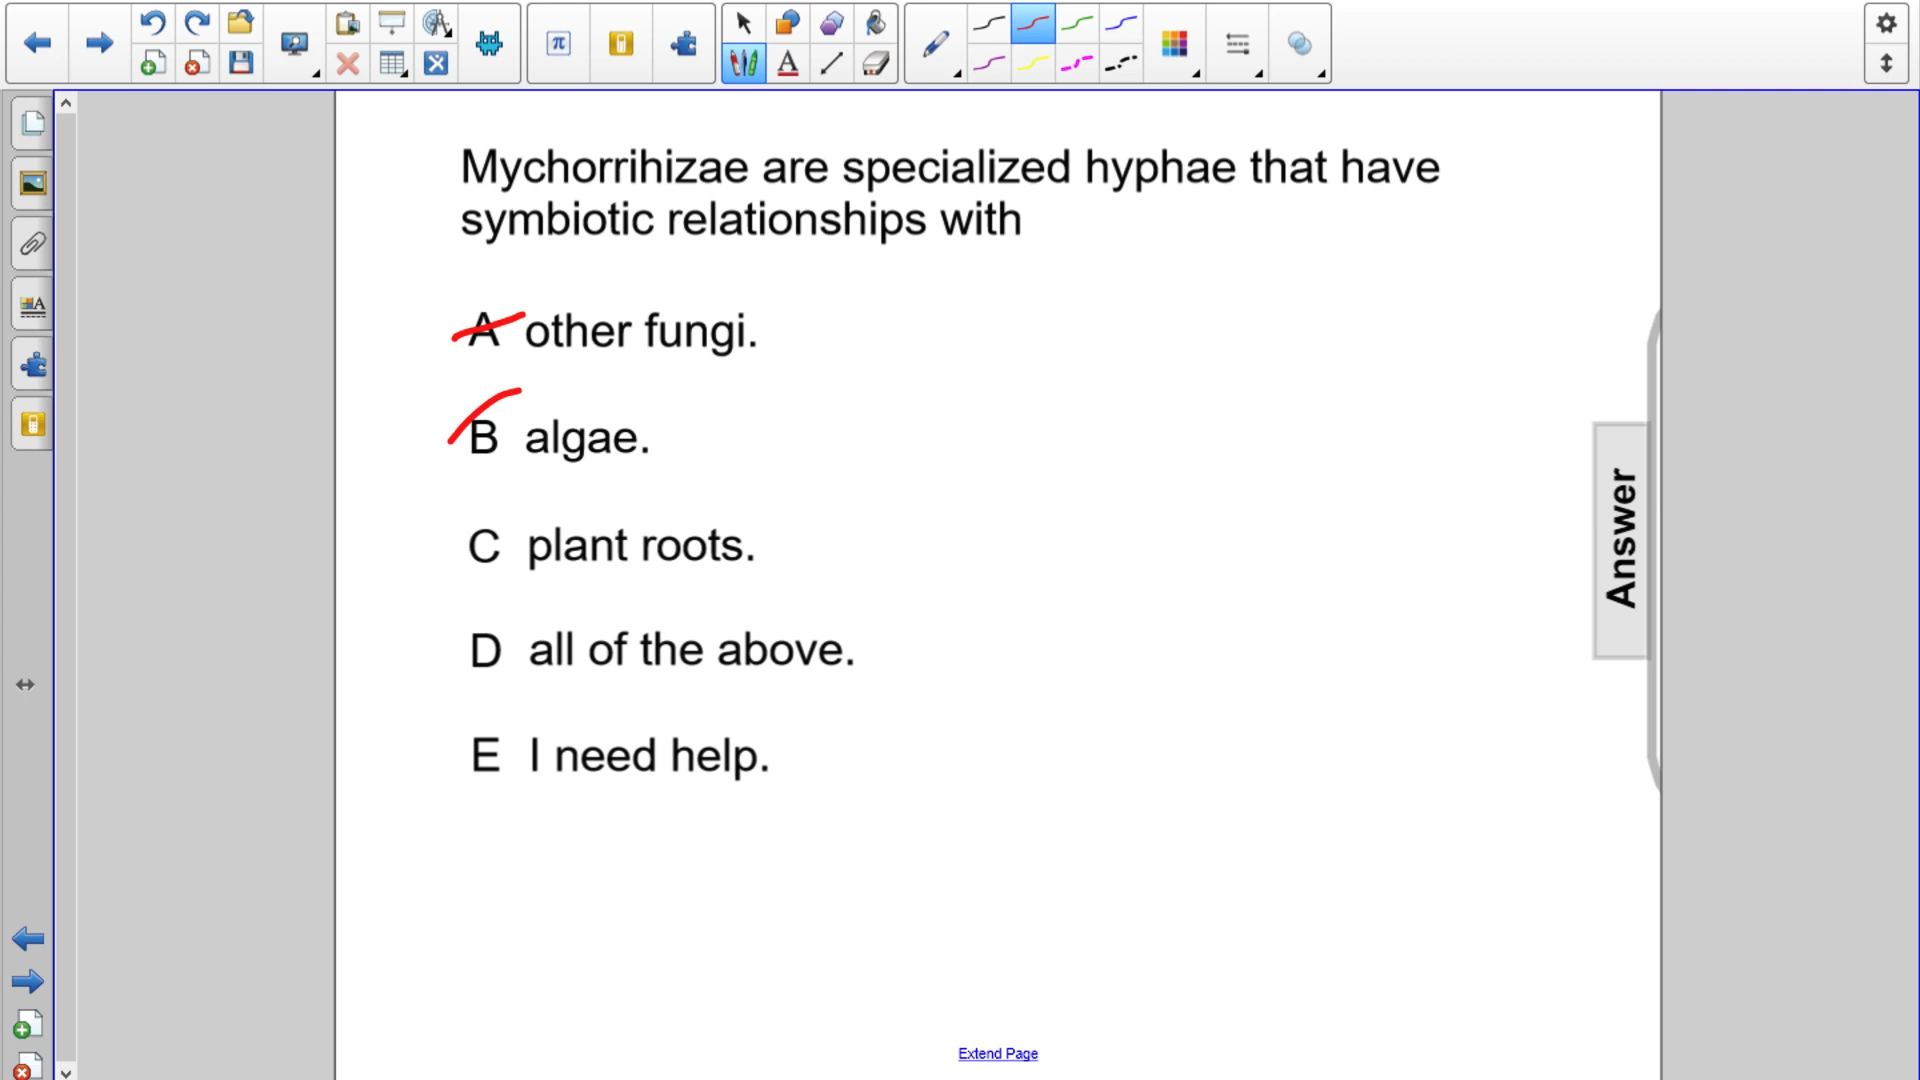 Mychorrihizae are specialized hyphae that have
symbiotic relationships with
A other fungi.
B algae.
C plant roots.
D all of the above.
E I need help.
Answer
Extend Page